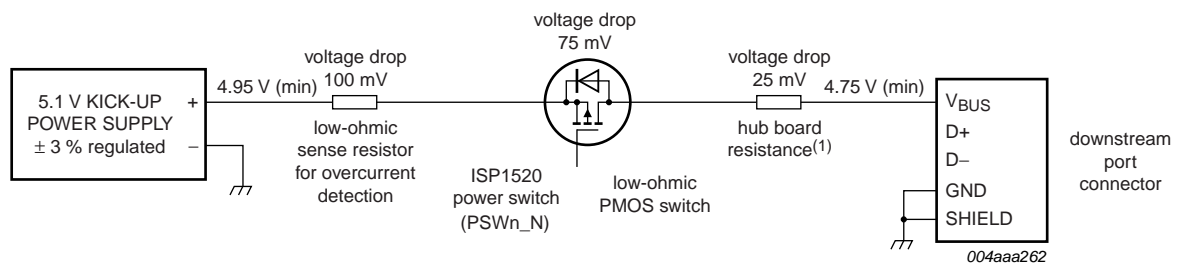 voltage drop
75 mV
voltage drop
100 mV
voltage drop
25 mV
4.95 V (min)
4.75 V (min)
5.1 V KICK-UP
POWER SUPPLY
± 3 % regulated
+
−
low-ohmic
sense resistor
for overcurrent
detection
ISP1520
power switch
(PSWn_N)
low-ohmic
PMOS switch
hub board
resistance(1)
VBUS
D+
D−
GND
SHIELD
downstream
port
connector
004aaa262